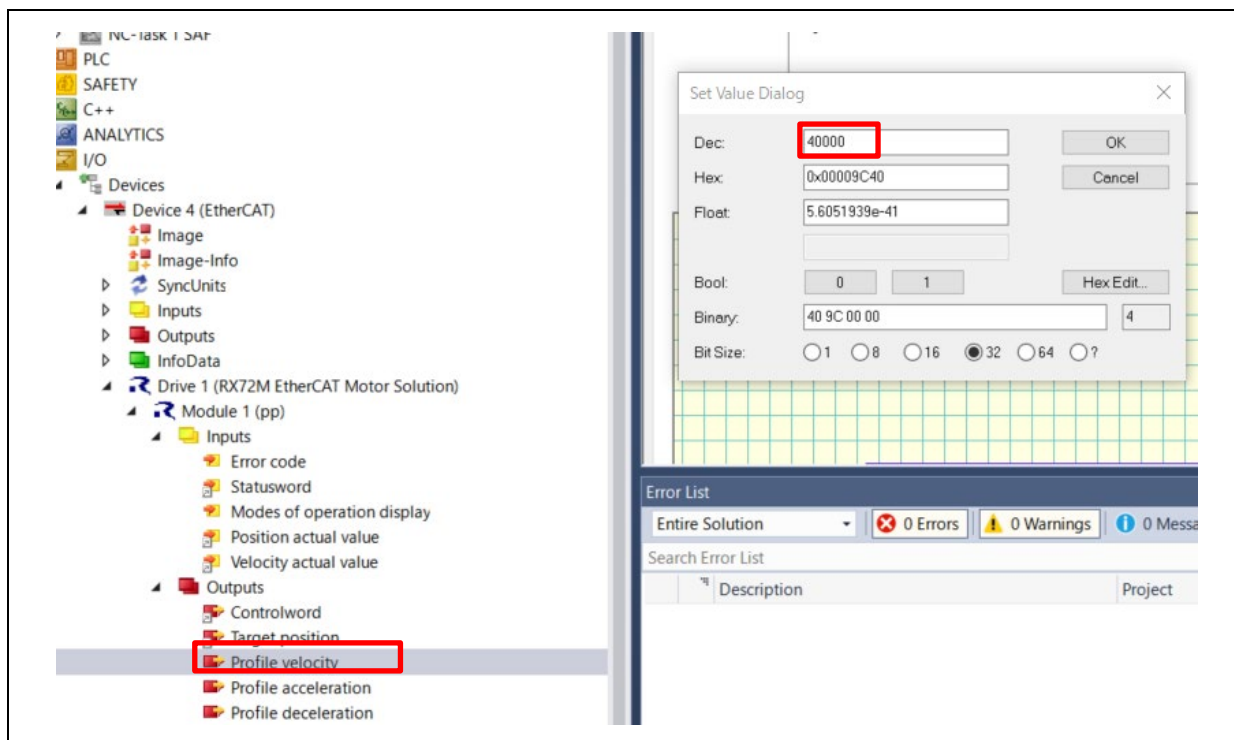 NC-Task 1 SAF
PLC
SAFETY
C++
ANALYTICS
I/O
Devices
Device 4 (EtherCAT)
Image
Image-Info
SyncUnits
Inputs
Outputs
InfoData
Drive 1 (RX72M EtherCAT Motor Solution)
Module 1 (pp)
Inputs
Error code
Statusword
Modes of operation display
Position actual value
Velocity actual value
Outputs
Controlword
Target position
Profile velocity
Profile acceleration
Profile deceleration
Set Value Dialog
Dec: 40000 OK
Hex: 0x00009C40 Cancel
Float: 5.6051939e-41
Bool: 0 1 Hex Edit...
Binary: 40 9C 00 00 4
Bit Size: 1 8 16 32 64 ?
Error List
Entire Solution 0 Errors 0 Warnings 0 Messa
Search Error List
Description Project